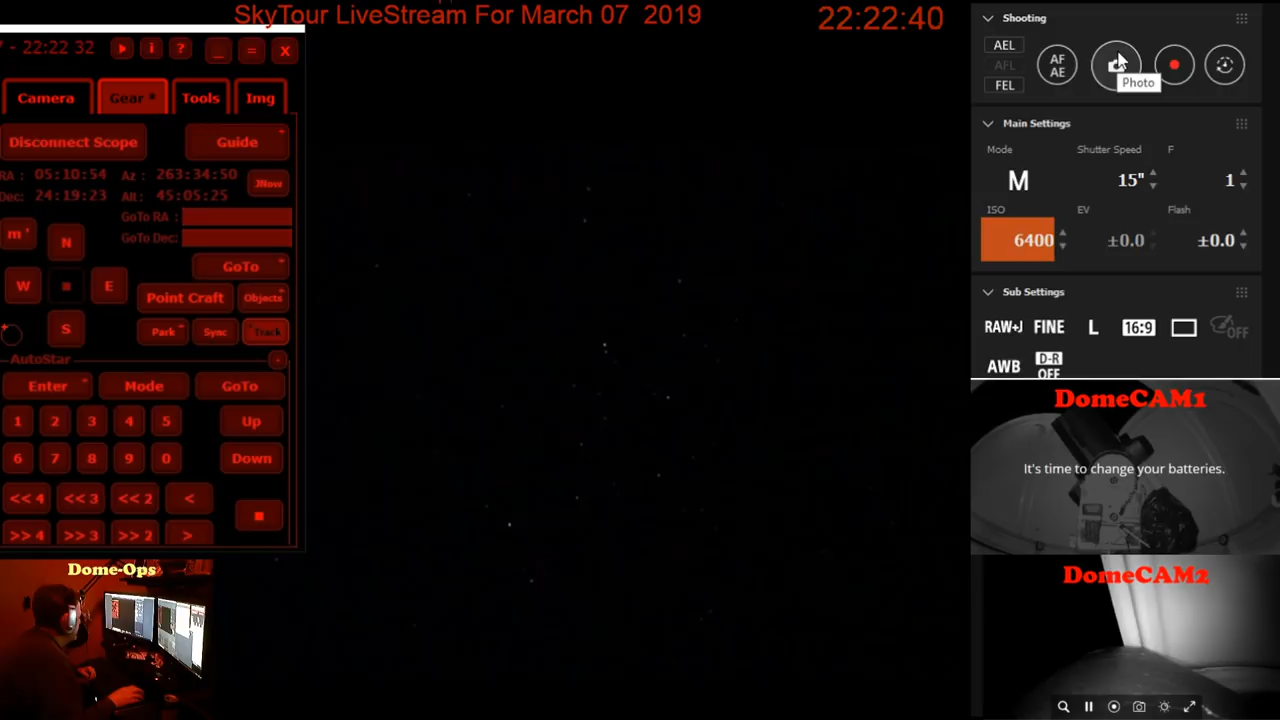 SkyTour LiveStream For March 07 2019
22:22:40
- 22:22 32
i
?
_
=
X
Camera
Gear *
Tools
Img
Disconnect Scope
Guide
RA : 05:10:54 Az : 263:34:50
Dec: 24:19:23 Alt: 45:05:25
JNow
GoTo RA :
GoTo Dec:
m '
N
GoTo
W
E
Point Craft
Objects
S
Park
Sync
Track
AutoStar
+
Enter
Mode
GoTo
1
2
3
4
5
Up
6
7
8
9
0
Down
<< 4
<< 3
<< 2
<
>> 4
>> 3
>> 2
>
Dome-Ops
Shooting
AEL
AFL
FEL
AF
AE
Photo
Main Settings
Mode
Shutter Speed
F
M
15"
1
ISO
EV
Flash
6400
±0.0
±0.0
Sub Settings
RAW+J
FINE
L
16:9
OFF
AWB
D-R
OFF
DomeCAM1
It's time to change your batteries.
DomeCAM2